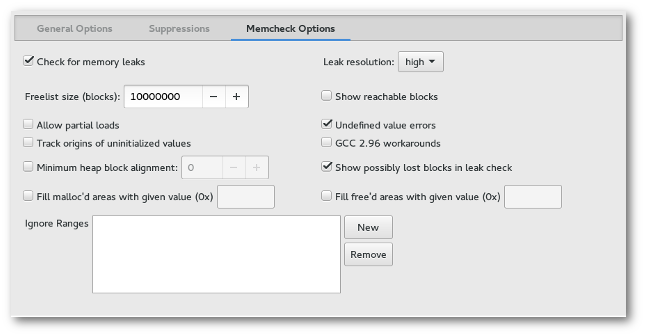 General Options Suppressions Memcheck Options
Check for memory leaks Leak resolution: high
Freelist size (blocks): 10000000 − + Show reachable blocks
Allow partial loads Undefined value errors
Track origins of uninitialized values GCC 2.96 workarounds
Minimum heap block alignment: 0 − + Show possibly lost blocks in leak check
Fill malloc'd areas with given value (0x) Fill free'd areas with given value (0x)
Ignore Ranges New
Remove